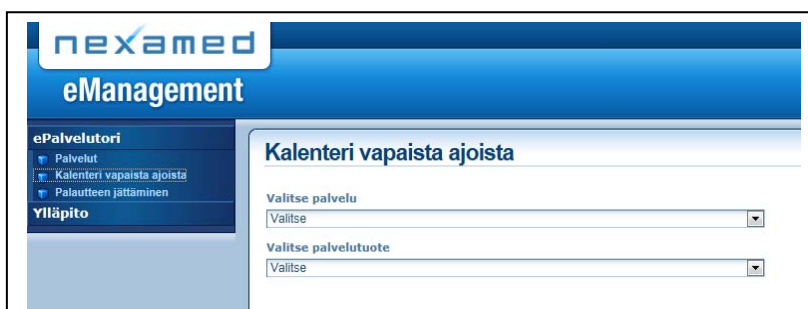 nexamed
eManagement
ePalvelutori
Palvelut
Kalenteri vapaista ajoista
Palautteen jättäminen
Ylläpito
Kalenteri vapaista ajoista
Valitse palvelu
Valitse
Valitse palvelutuote
Valitse